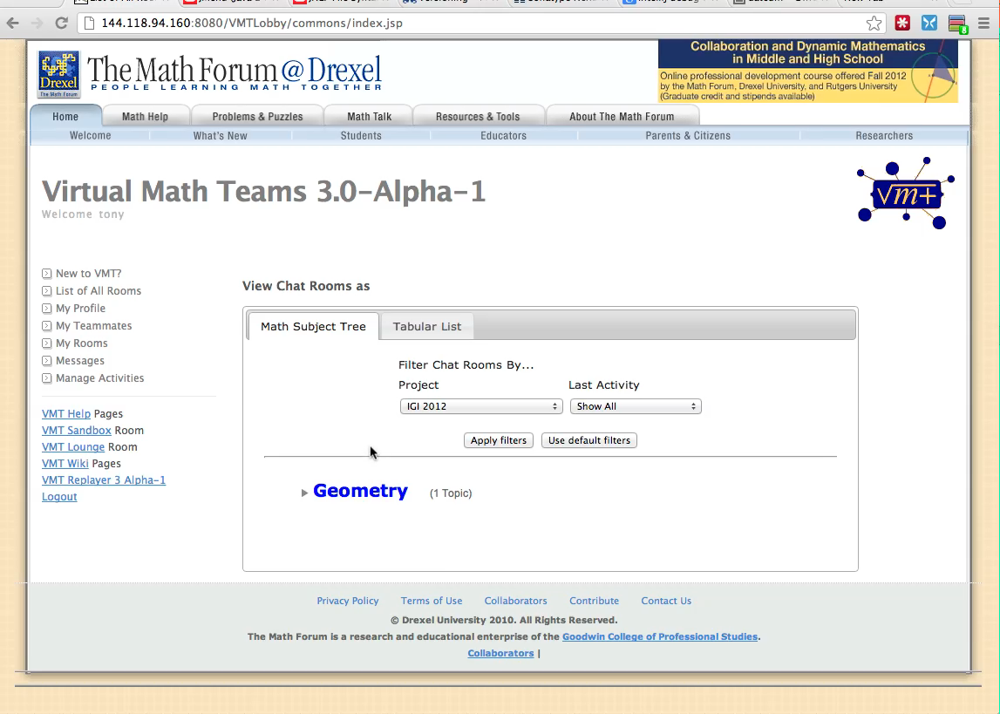 144.118.94.160:8080/VMTLobby/commons/index.jsp
Drexel
The Math Forum
The Math Forum @ Drexel
PEOPLE LEARNING MATH TOGETHER
Collaboration and Dynamic Mathematics
in Middle and High School
Online professional development course offered Fall 2012
by the Math Forum, Drexel University, and Rutgers University
(Graduate credit and stipends available)
Home Math Help Problems & Puzzles Math Talk Resources & Tools About The Math Forum
Welcome What's New Students Educators Parents & Citizens Researchers
Virtual Math Teams 3.0-Alpha-1
Welcome tony
√m+
New to VMT?
List of All Rooms
My Profile
My Teammates
My Rooms
Messages
Manage Activities
VMT Help Pages
VMT Sandbox Room
VMT Lounge Room
VMT Wiki Pages
VMT Replayer 3 Alpha-1
Logout
View Chat Rooms as
Math Subject Tree Tabular List
Filter Chat Rooms By...
Project Last Activity
IGI 2012 Show All
Apply filters Use default filters
Geometry (1 Topic)
Privacy Policy Terms of Use Collaborators Contribute Contact Us
© Drexel University 2010. All Rights Reserved.
The Math Forum is a research and educational enterprise of the Goodwin College of Professional Studies.
Collaborators |